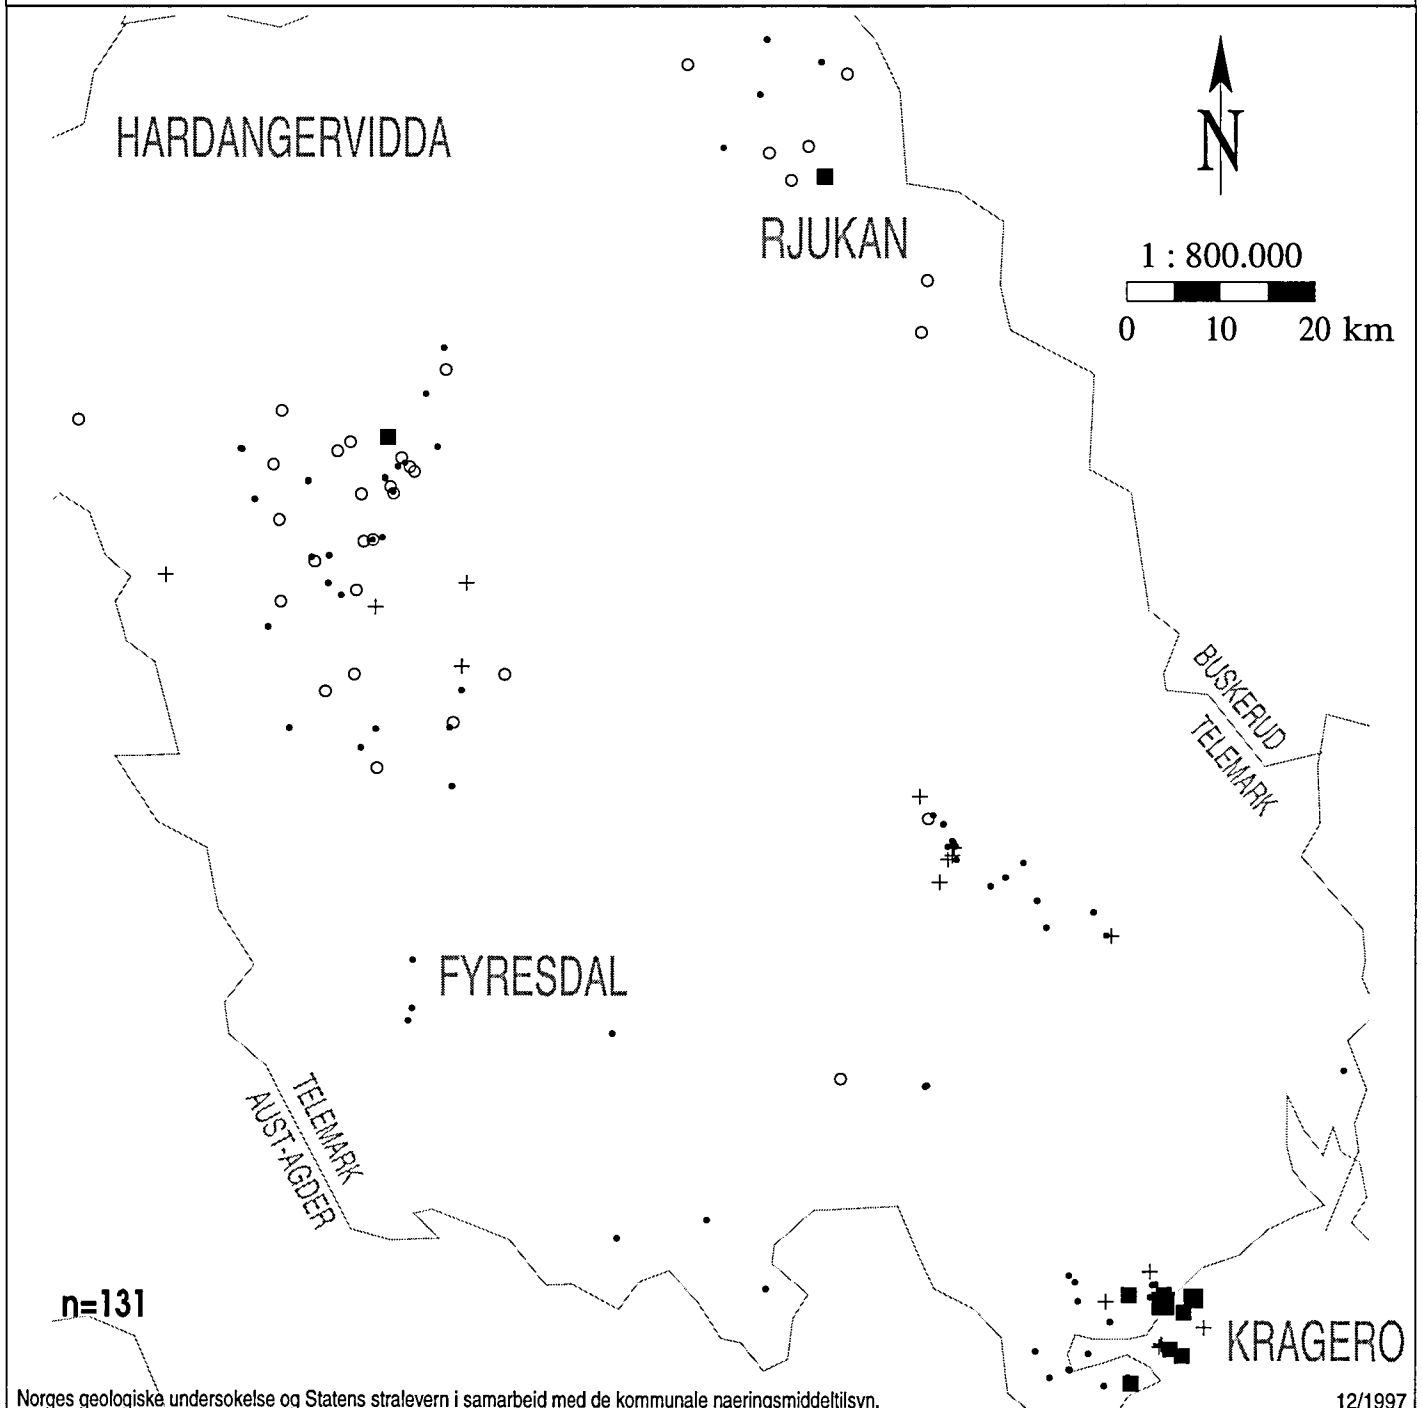 HARDANGERVIDDA
N
RJUKAN
1 : 800.000
0 10 20 km
BUSKERUD
TELEMARK
FYRESDAL
TELEMARK
AUST-AGDER
n=131
KRAGERO
Norges geologiske undersokelse og Statens stralevern i samarbeid med de kommunale naeringsmiddeltilsyn.
12/1997